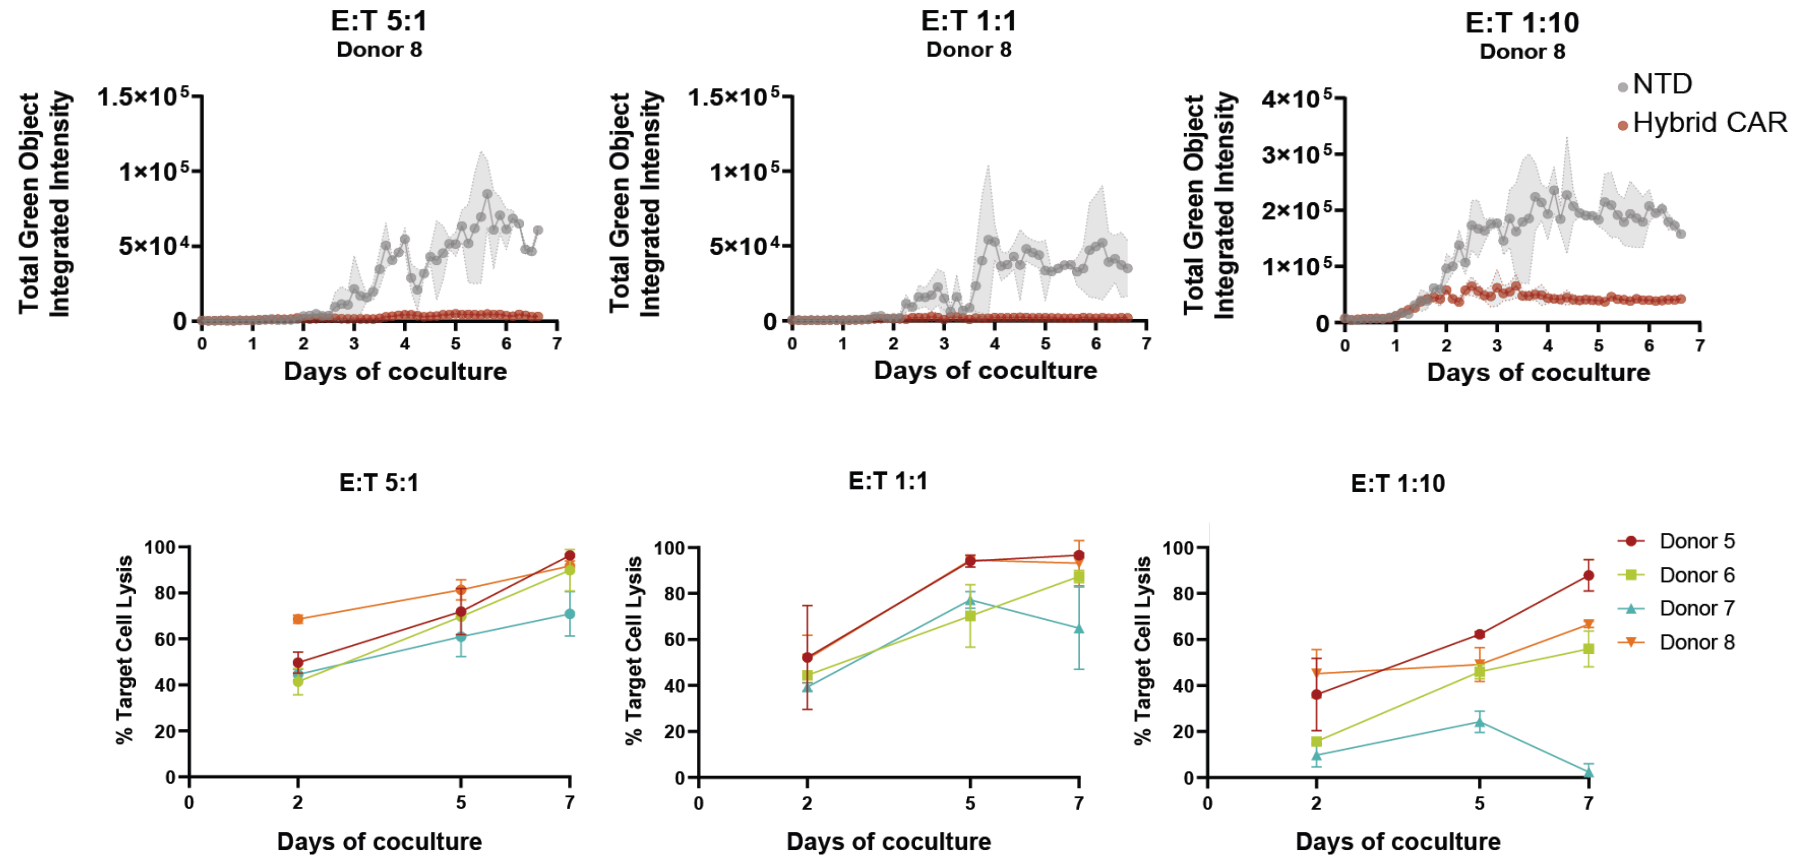 E:T 5:1
Donor 8
Total Green Object
Integrated Intensity
1.5×10⁵
1×10⁵
5×10⁴
0
0 1 2 3 4 5 6 7
Days of coculture
E:T 1:1
Donor 8
Total Green Object
Integrated Intensity
1.5×10⁵
1×10⁵
5×10⁴
0
0 1 2 3 4 5 6 7
Days of coculture
E:T 1:10
Donor 8
Total Green Object
Integrated Intensity
4×10⁵
3×10⁵
2×10⁵
1×10⁵
0
0 1 2 3 4 5 6 7
Days of coculture
NTD
Hybrid CAR
E:T 5:1
% Target Cell Lysis
100
80
60
40
20
0
0 2 5 7
Days of coculture
E:T 1:1
% Target Cell Lysis
100
80
60
40
20
0
0 2 5 7
Days of coculture
E:T 1:10
% Target Cell Lysis
100
80
60
40
20
0
0 2 5 7
Days of coculture
Donor 5
Donor 6
Donor 7
Donor 8